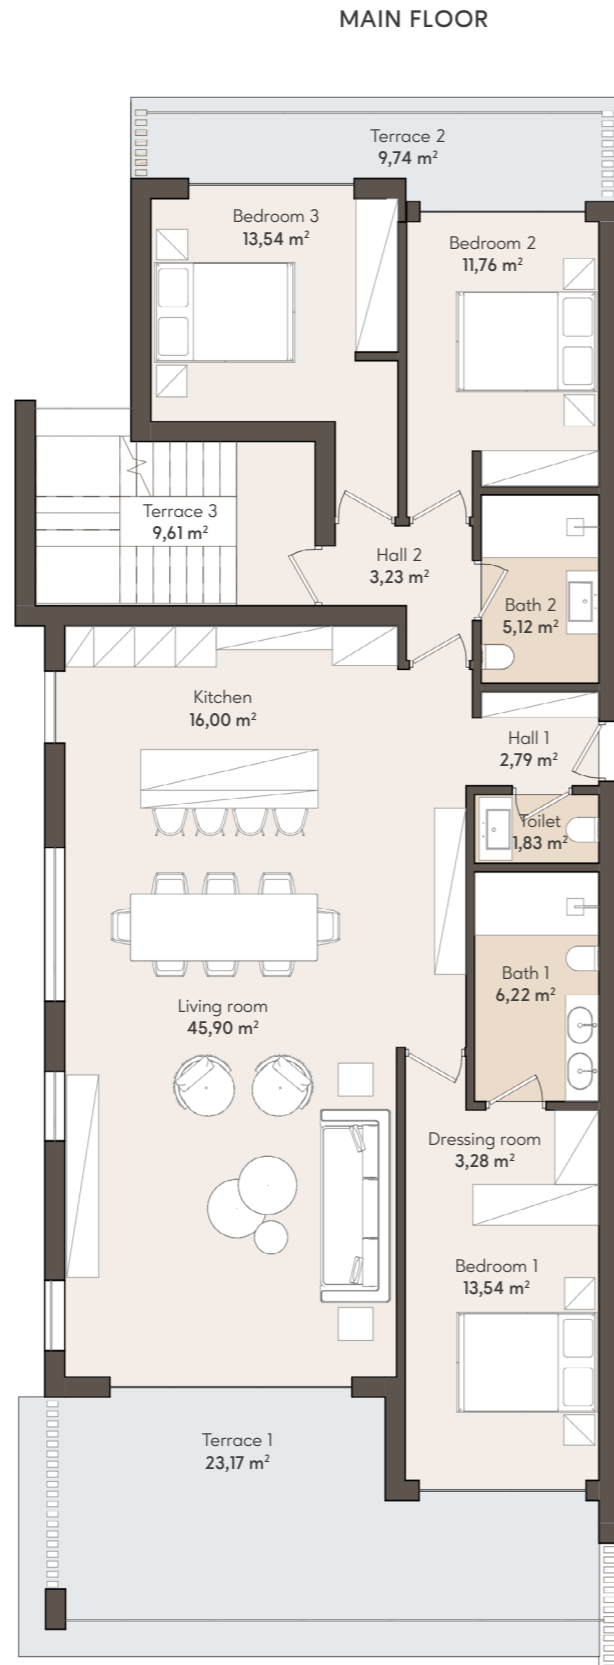 MAIN FLOOR
Terrace 2
9,74 m²
Bedroom 3
13,54 m²
Bedroom 2
11,76 m²
Terrace 3
9,61 m²
Hall 2
3,23 m²
Bath 2
5,12 m²
Kitchen
16,00 m²
Hall 1
2,79 m²
Toilet
1,83 m²
Bath 1
6,22 m²
Living room
45,90 m²
Dressing room
3,28 m²
Bedroom 1
13,54 m²
Terrace 1
23,17 m²